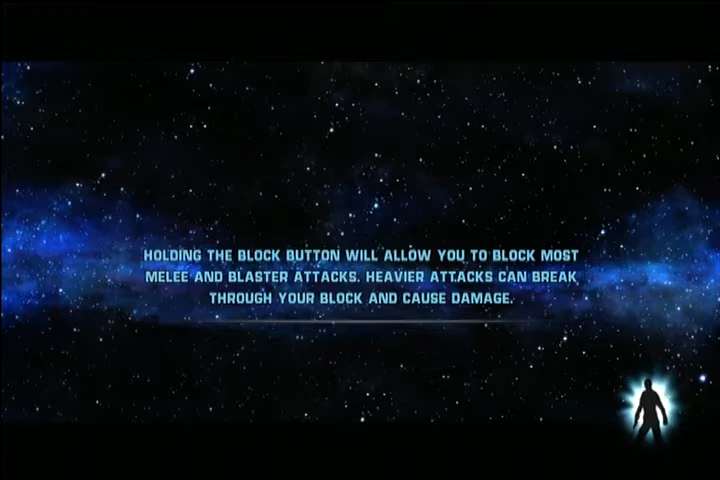 HOLDING THE BLOCK BUTTON WILL ALLOW YOU TO BLOCK MOST
MELEE AND BLASTER ATTACKS. HEAVIER ATTACKS CAN BREAK
THROUGH YOUR BLOCK AND CAUSE DAMAGE.